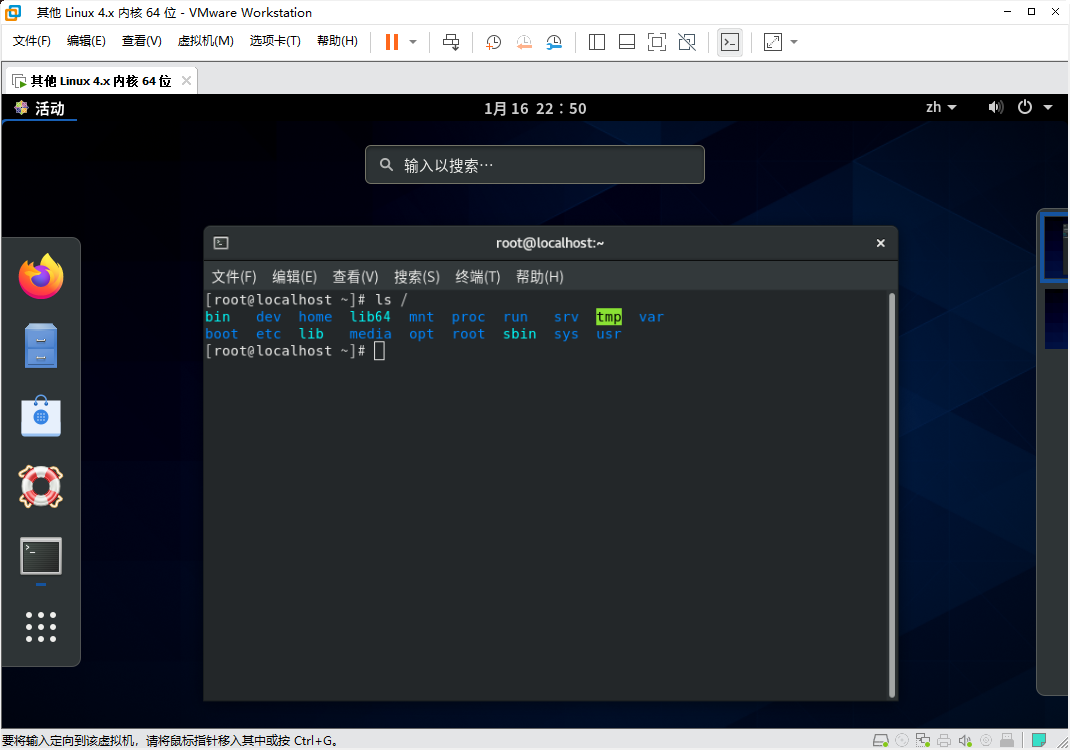 其他 Linux 4.x 内核 64 位 - VMware Workstation
文件(F) 编辑(E) 查看(V) 虚拟机(M) 选项卡(T) 帮助(H)
其他 Linux 4.x 内核 64 位
活动 1月 16 22：50 zh
输入以搜索…
root@localhost:~
文件(F) 编辑(E) 查看(V) 搜索(S) 终端(T) 帮助(H)
[root@localhost ~]# ls /
bin dev home lib64 mnt proc run srv tmp var
boot etc lib media opt root sbin sys usr
[root@localhost ~]#
要将输入定向到该虚拟机，请将鼠标指针移入其中或按 Ctrl+G。